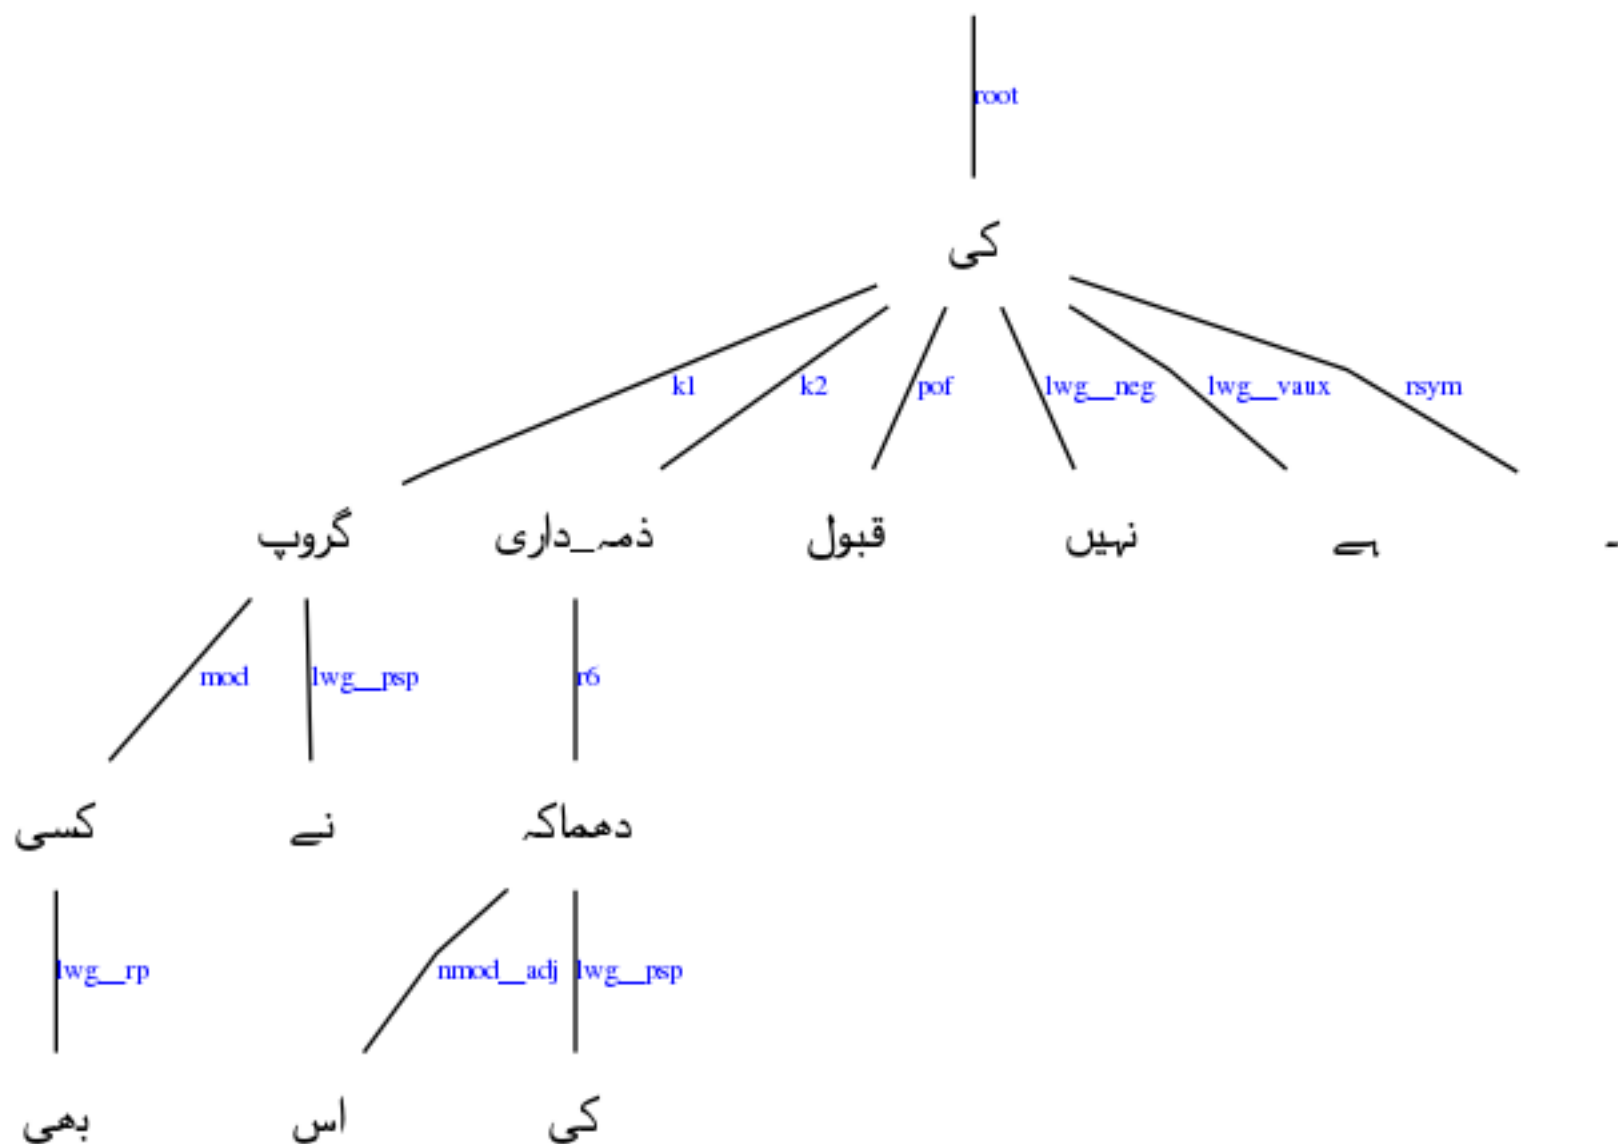 root
کی
k1 k2 pof lwg__neg lwg__vaux rsym
گروپ ذمہ_داری قبول نہیں ہے ۔
mod lwg__psp r6
کسی نے دھماکہ
lwg__rp nmod__adj lwg__psp
بھی اس کی